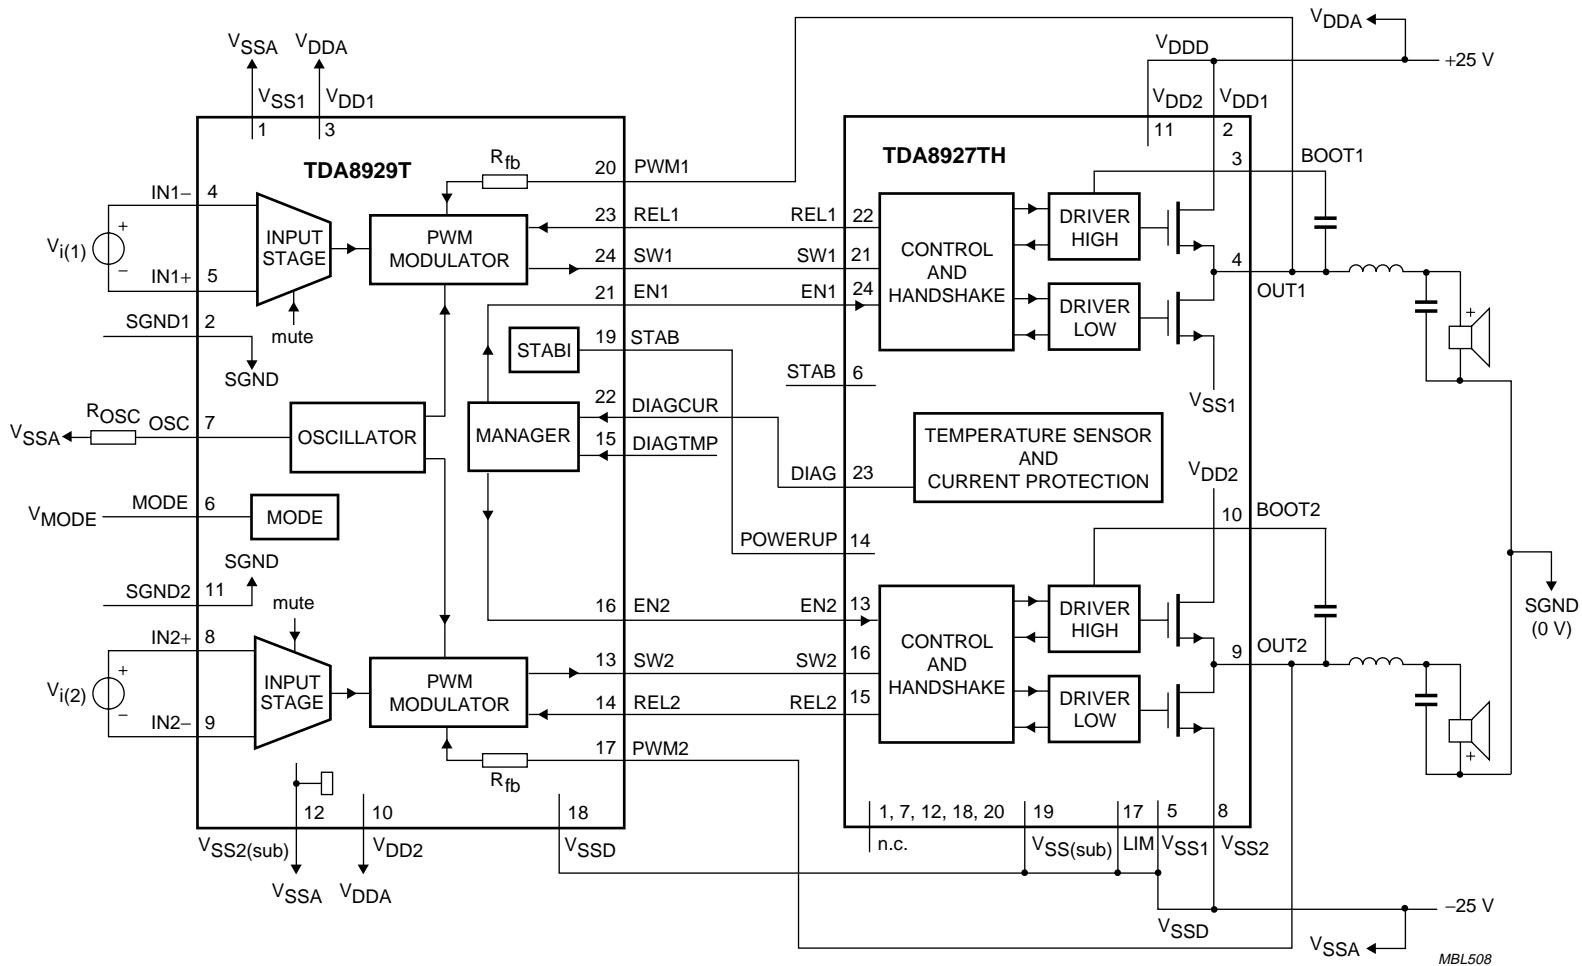 VDDA
+25 V
VSSA VDDA
VDDD
VSS1 VDD1
VDD2 VDD1
1 3
11 2
TDA8929T
Rfb
20 PWM1
TDA8927TH
3 BOOT1
IN1− 4
23 REL1
REL1 22
DRIVER
HIGH
Vi(1)
+
−
INPUT
STAGE
PWM
MODULATOR
CONTROL
AND
HANDSHAKE
24 SW1
SW1 21
4
OUT1
IN1+ 5
21 EN1
EN1 24
DRIVER
LOW
+
SGND1 2
mute
SGND
STABI
19 STAB
STAB 6
VSS1
ROSC
VSSA
OSC 7
OSCILLATOR
MANAGER
22 DIAGCUR
15 DIAGTMP
TEMPERATURE SENSOR
AND
CURRENT PROTECTION
DIAG 23
VDD2
VMODE
MODE 6
MODE
10 BOOT2
POWERUP 14
SGND
SGND2 11
mute
16 EN2
EN2 13
DRIVER
HIGH
SGND
(0 V)
IN2+ 8
13 SW2
SW2 16
CONTROL
AND
HANDSHAKE
9 OUT2
Vi(2)
+
−
INPUT
STAGE
PWM
MODULATOR
14 REL2
REL2 15
DRIVER
LOW
IN2− 9
17 PWM2
Rfb
+
12 10 18
1, 7, 12, 18, 20 19 17 5 8
VSS2(sub) VDD2 VSSD
n.c. VSS(sub) LIM VSS1 VSS2
VSSA VDDA
−25 V
VSSD
VSSA
MBL508